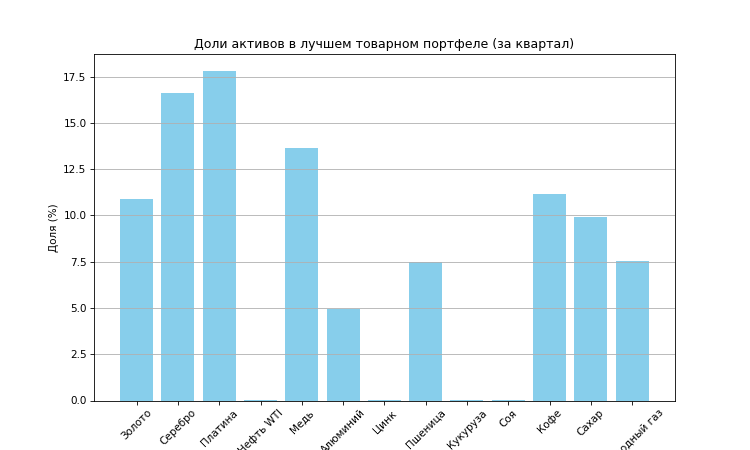 Доли активов в лучшем товарном портфеле (за квартал)
Доля (%)
17.5
15.0
12.5
10.0
7.5
5.0
2.5
0.0
Золото
Серебро
Платина
Нефть WTI
Медь
Алюминий
Цинк
Пшеница
Кукуруза
Соя
Кофе
Сахар
газ